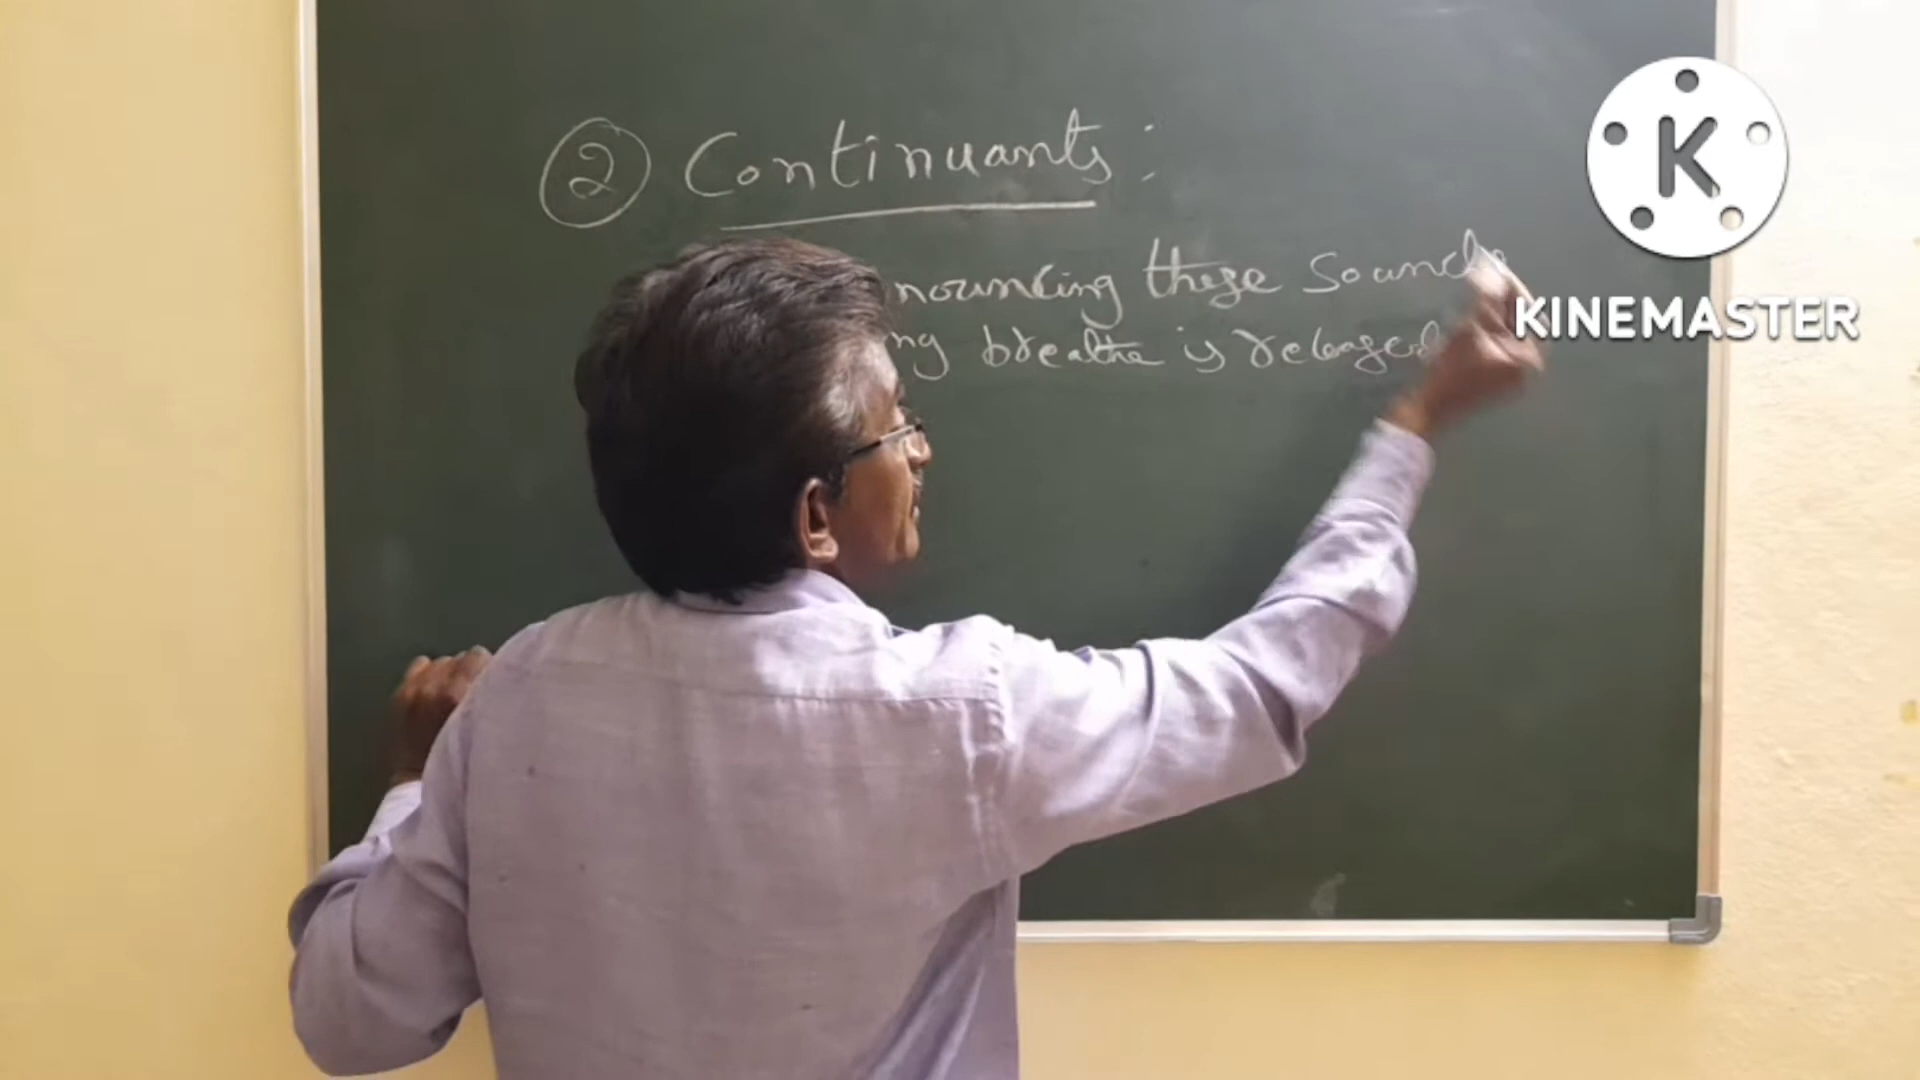 ② Continuants :
nouncing these sounds
ng breathe is released
K
KINEMASTER